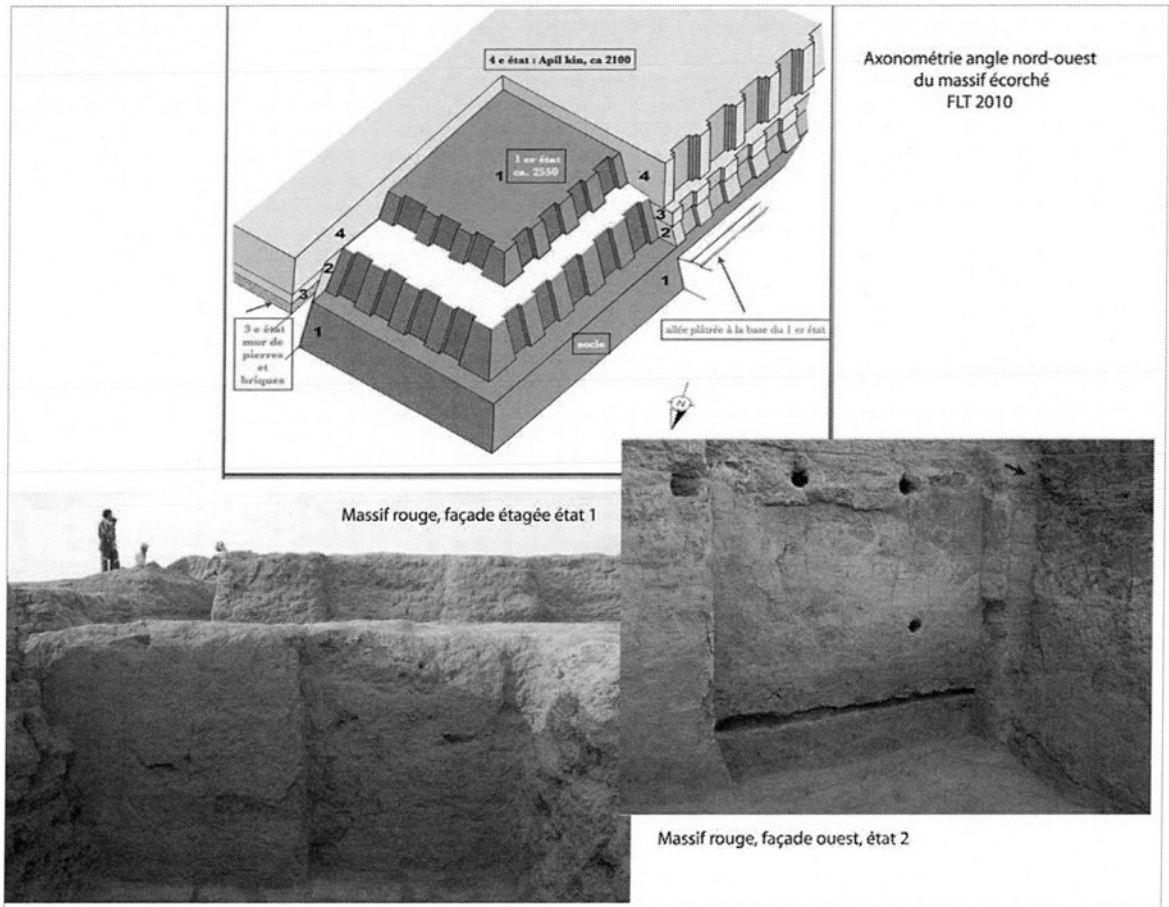 4 e état : Apil kin, ca 2100
Axonométrie angle nord-ouest
du massif écorché
FLT 2010
1 er état
ca. 2550
1
4
4
3
2
2
3
1
1
3 e état
mur de
pierres
et
briques
socle
allée plâtrée à la base du 1 er état
N
Massif rouge, façade étagée état 1
Massif rouge, façade ouest, état 2